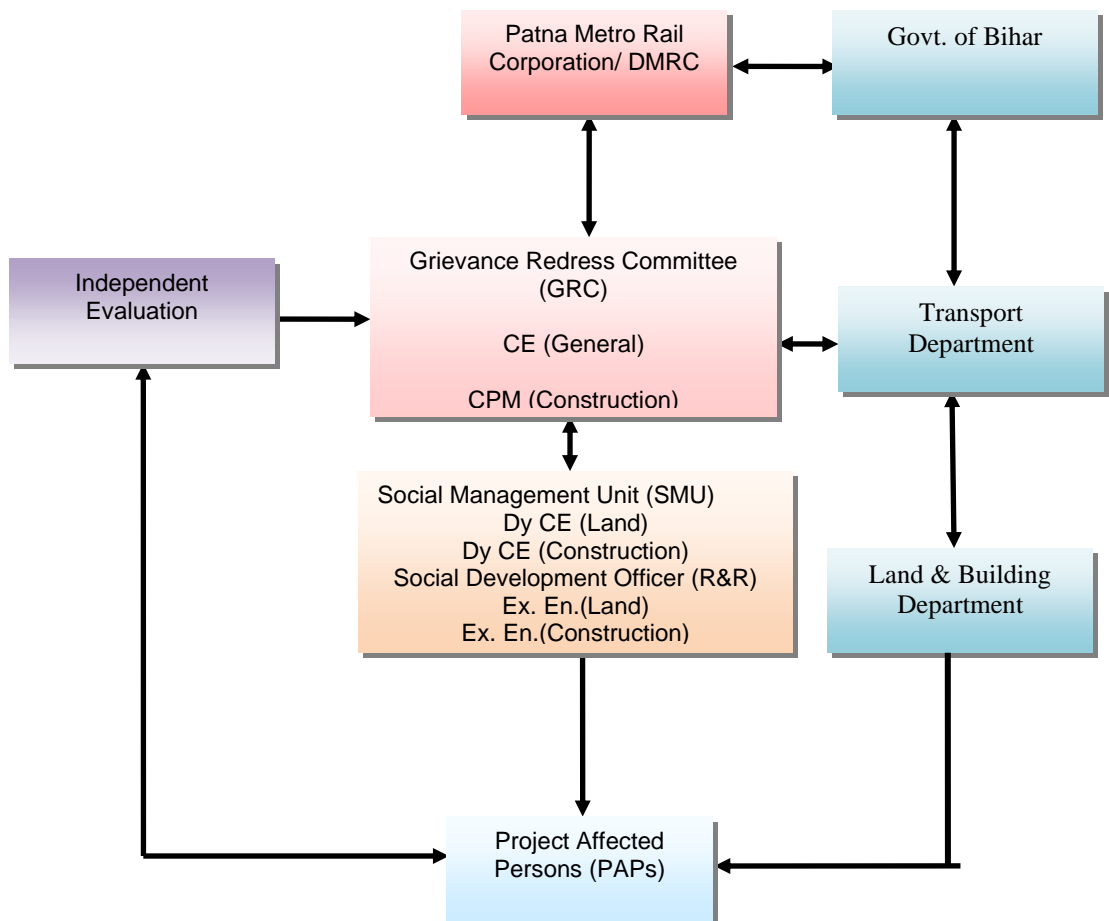 Patna Metro Rail
Corporation/ DMRC
Govt. of Bihar
Independent
Evaluation
Grievance Redress Committee
(GRC)
CE (General)
CPM (Construction)
Transport
Department
Social Management Unit (SMU)
Dy CE (Land)
Dy CE (Construction)
Social Development Officer (R&R)
Ex. En.(Land)
Ex. En.(Construction)
Land & Building
Department
Project Affected
Persons (PAPs)